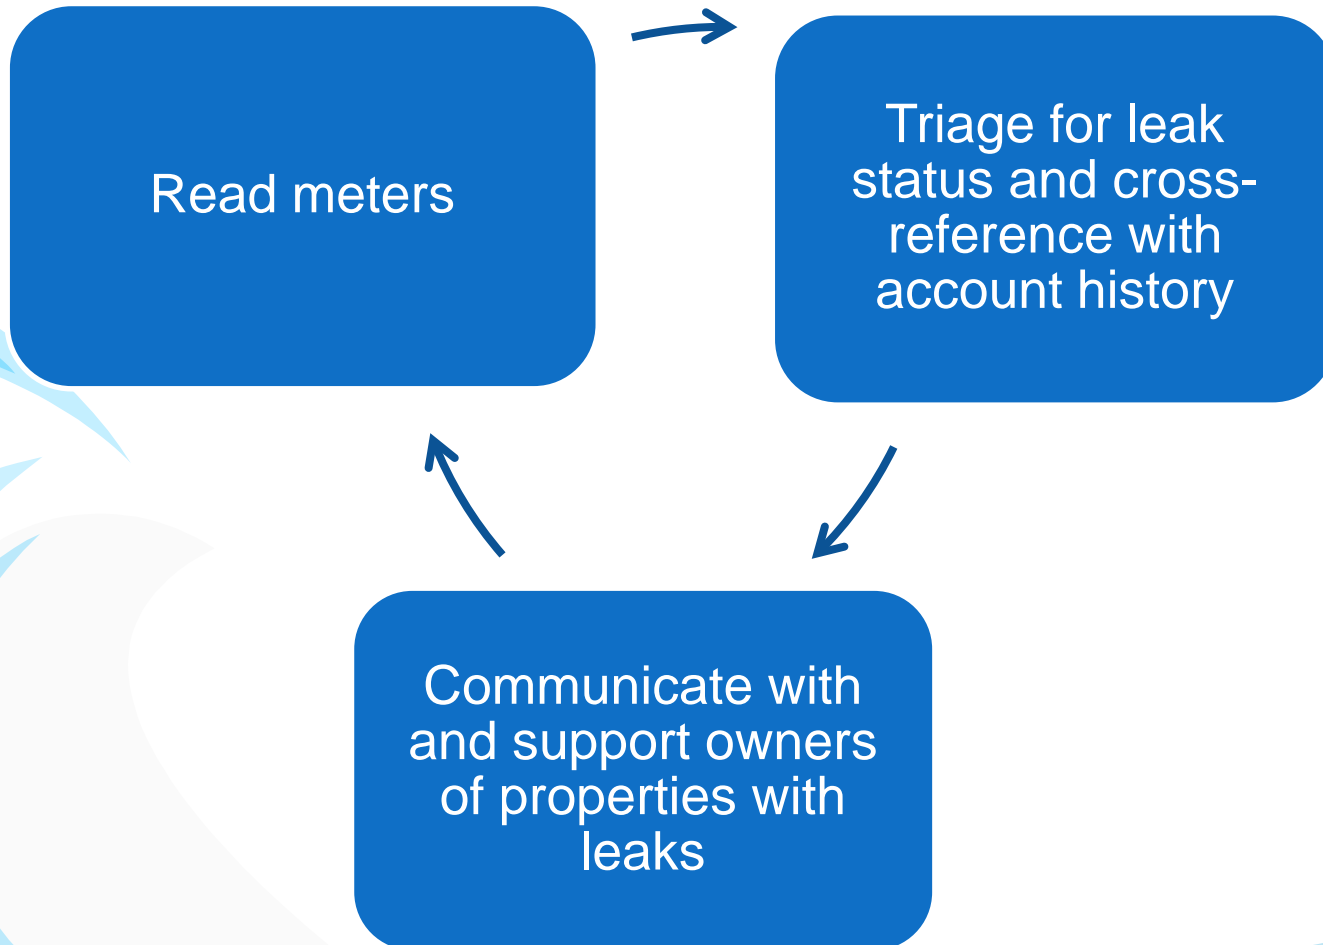 Read meters
Triage for leak
status and cross-
reference with
account history
Communicate with
and support owners
of properties with
leaks